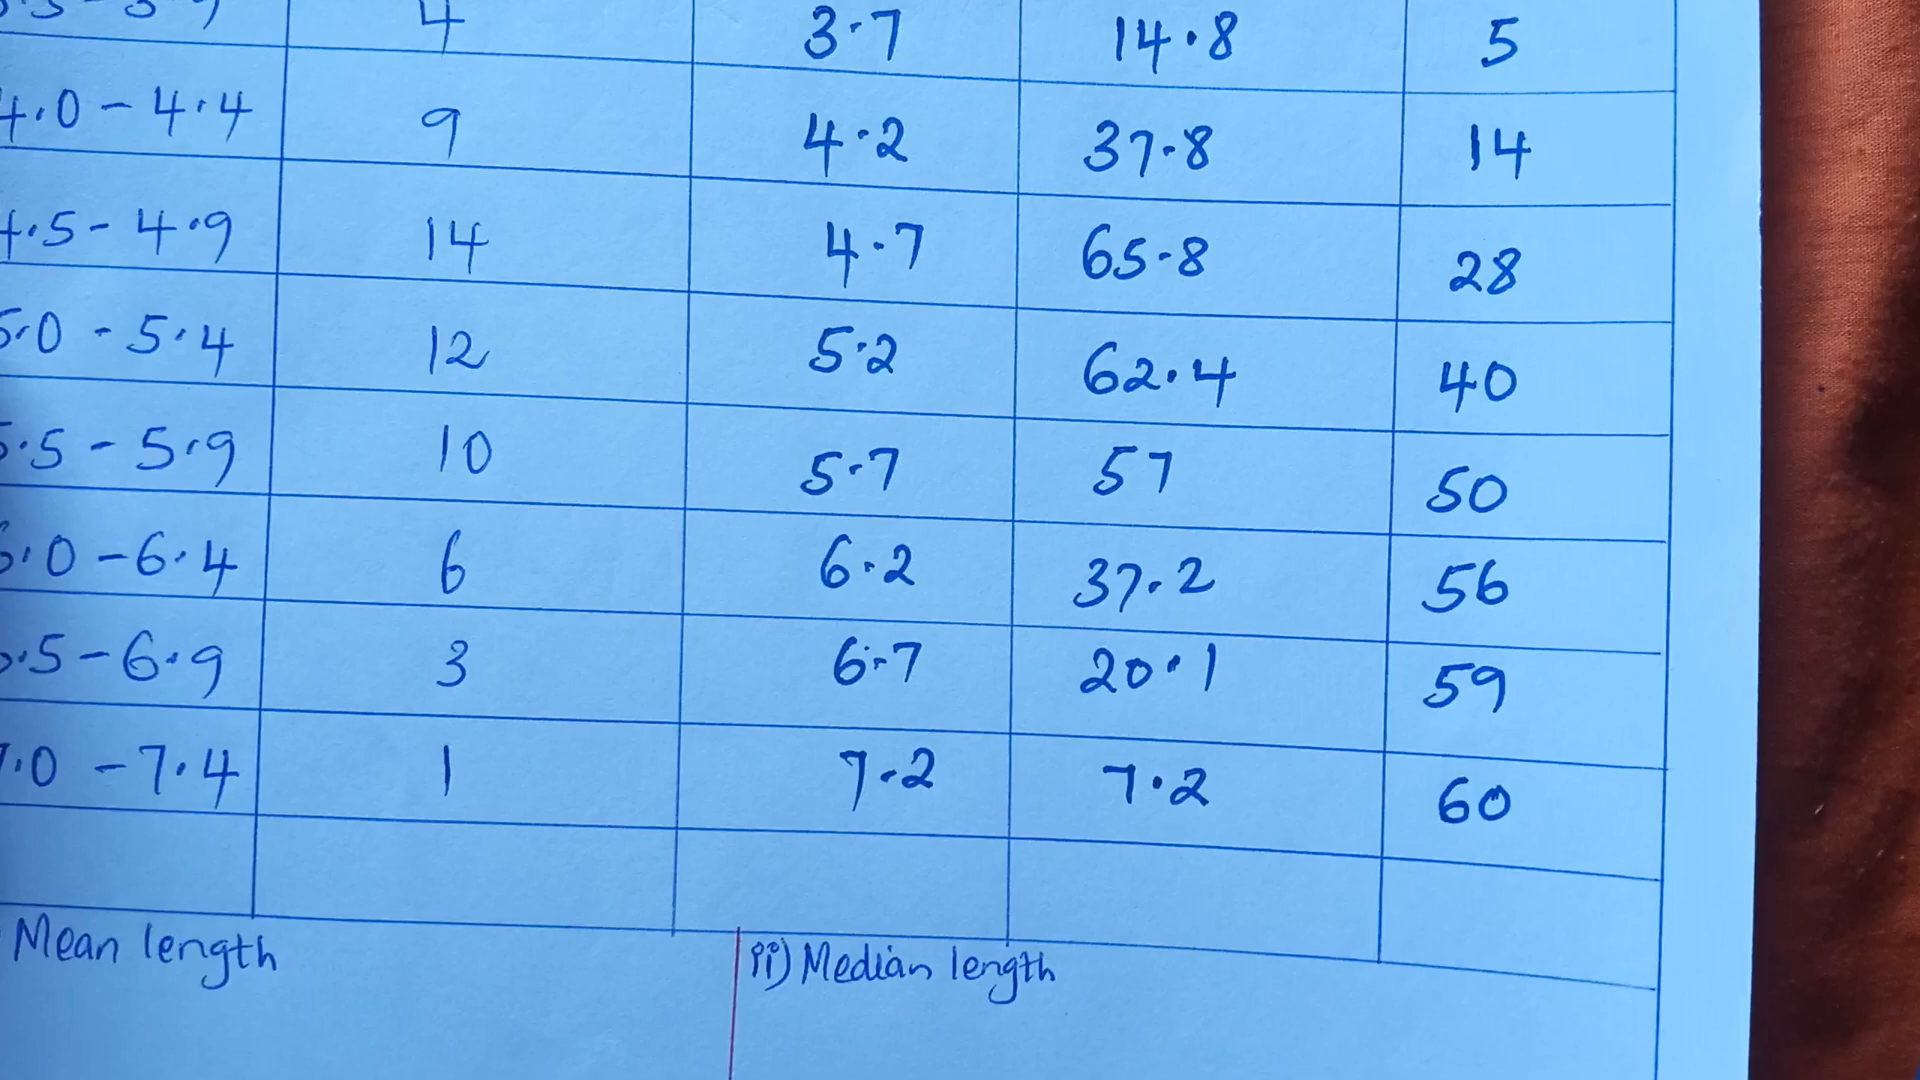 4 3.7 14.8 5
4.0 - 4.4 9 4.2 37.8 14
4.5 - 4.9 14 4.7 65.8 28
5.0 - 5.4 12 5.2 62.4 40
5.5 - 5.9 10 5.7 57 50
6.0 - 6.4 6 6.2 37.2 56
.5 - 6.9 3 6.7 20.1 59
7.0 - 7.4 1 7.2 7.2 60
Mean length ii) Median length